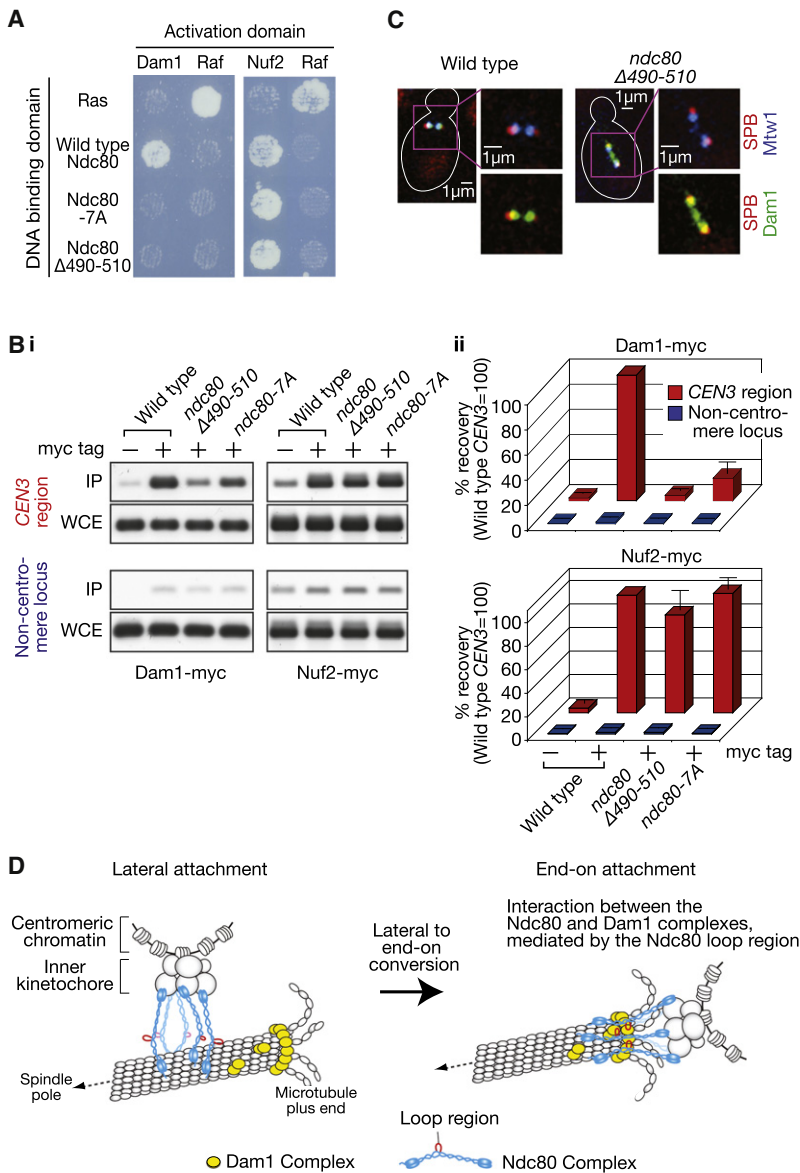 A
Activation domain
Dam1 Raf Nuf2 Raf
DNA binding domain
Ras
Wild type
Ndc80
Ndc80
-7A
Ndc80
Δ490-510
C
Wild type
ndc80
Δ490-510
1μm
1μm
1μm
1μm
SPB
Mtw1
SPB
Dam1
B i
Wild type
ndc80
Δ490-510
ndc80-7A
Wild type
ndc80
Δ490-510
ndc80-7A
myc tag − + + + − + + +
CEN3
region
IP
WCE
Non-centro-
mere locus
IP
WCE
Dam1-myc
Nuf2-myc
ii
Dam1-myc
% recovery
(Wild type CEN3=100)
100
80
60
40
20
0
CEN3 region
Non-centro-
mere locus
Nuf2-myc
% recovery
(Wild type CEN3=100)
100
80
60
40
20
0
− + + + myc tag
Wild type
ndc80
Δ490-510
ndc80-7A
D
Lateral attachment
End-on attachment
Centromeric
chromatin
Inner
kinetochore
Lateral to
end-on
conversion
Interaction between the
Ndc80 and Dam1 complexes,
mediated by the Ndc80 loop region
Spindle
pole
Microtubule
plus end
Loop region
Dam1 Complex
Ndc80 Complex